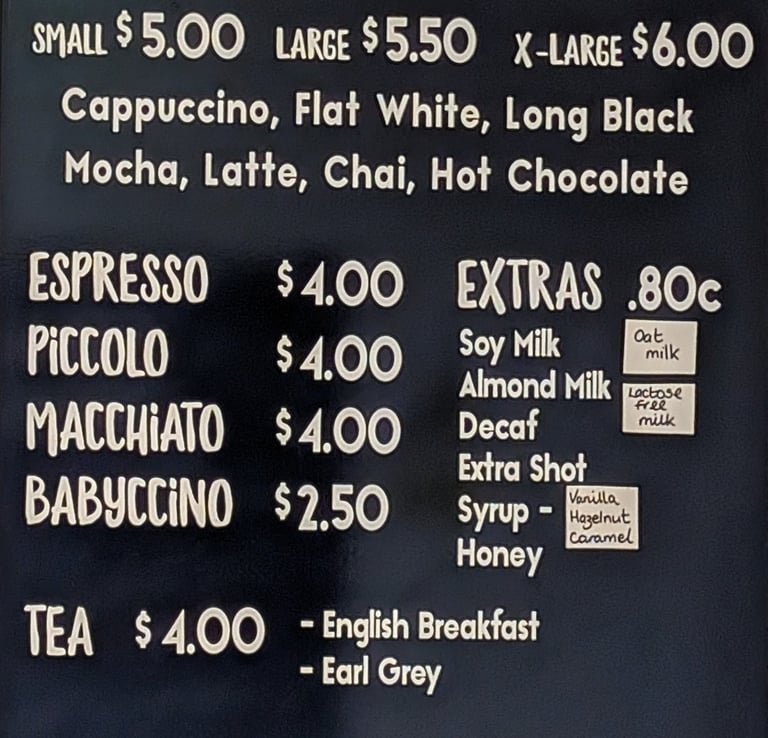 SMALL $5.00 LARGE $5.50 X-LARGE $6.00
Cappuccino, Flat White, Long Black
Mocha, Latte, Chai, Hot Chocolate
ESPRESSO $4.00
PiCCOLO $4.00
MACCHiATO $4.00
BABYCCiNO $2.50
EXTRAS .80c
Soy Milk
Almond Milk
Decaf
Extra Shot
Syrup -
Honey
Oat
milk
Lactose
free
milk
Vanilla
Hazelnut
Caramel
TEA $4.00 - English Breakfast
- Earl Grey